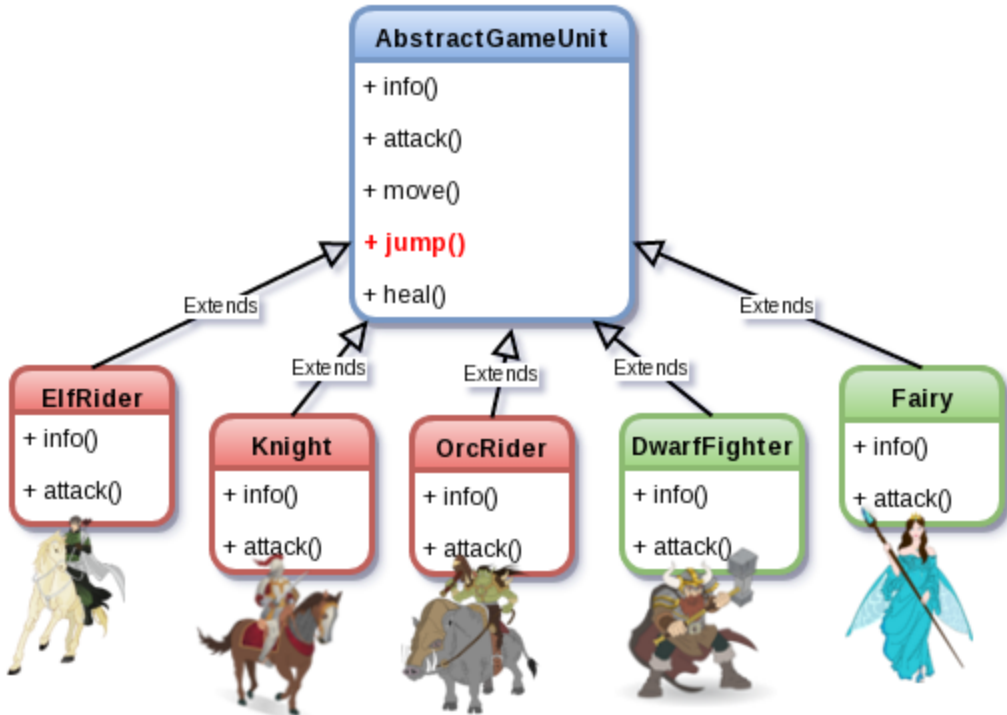 AbstractGameUnit
+ info()
+ attack()
+ move()
+ jump()
+ heal()
Extends
Extends
Extends
Extends
Extends
ElfRider
+ info()
+ attack()
Knight
+ info()
+ attack()
OrcRider
+ info()
+ attack()
DwarfFighter
+ info()
+ attack()
Fairy
+ info()
+ attack()